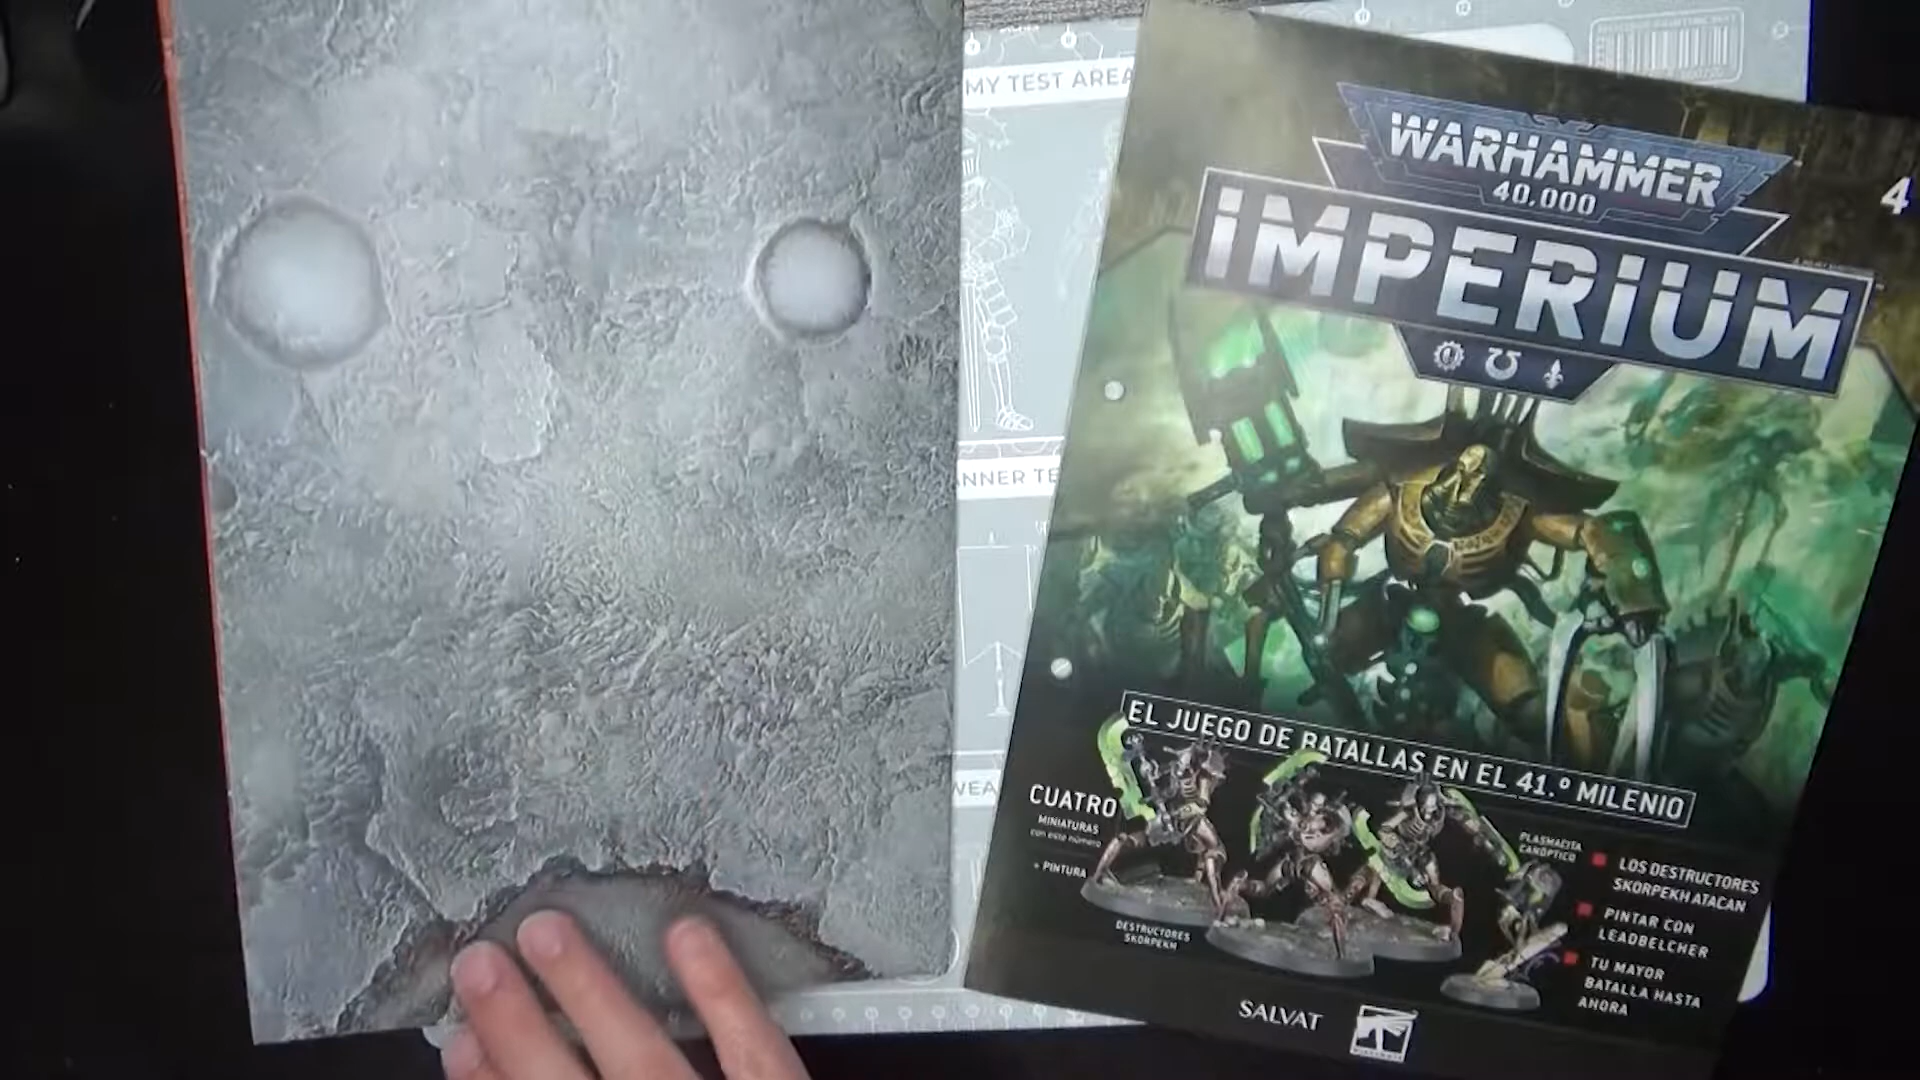 MY TEST AREA
WARHAMMER
40,000
IMPERIUM
4
NNER TE
WEA
EL JUEGO DE BATALLAS EN EL 41.º MILENIO
CUATRO
MINIATURAS
con este número
+ PINTURA
DESTRUCTORES
SKORPEKH
PLASMACITA
CANÓPTICO
LOS DESTRUCTORES
SKORPEKH ATACAN
PINTAR CON
LEADBELCHER
TU MAYOR
BATALLA HASTA
AHORA
SALVAT